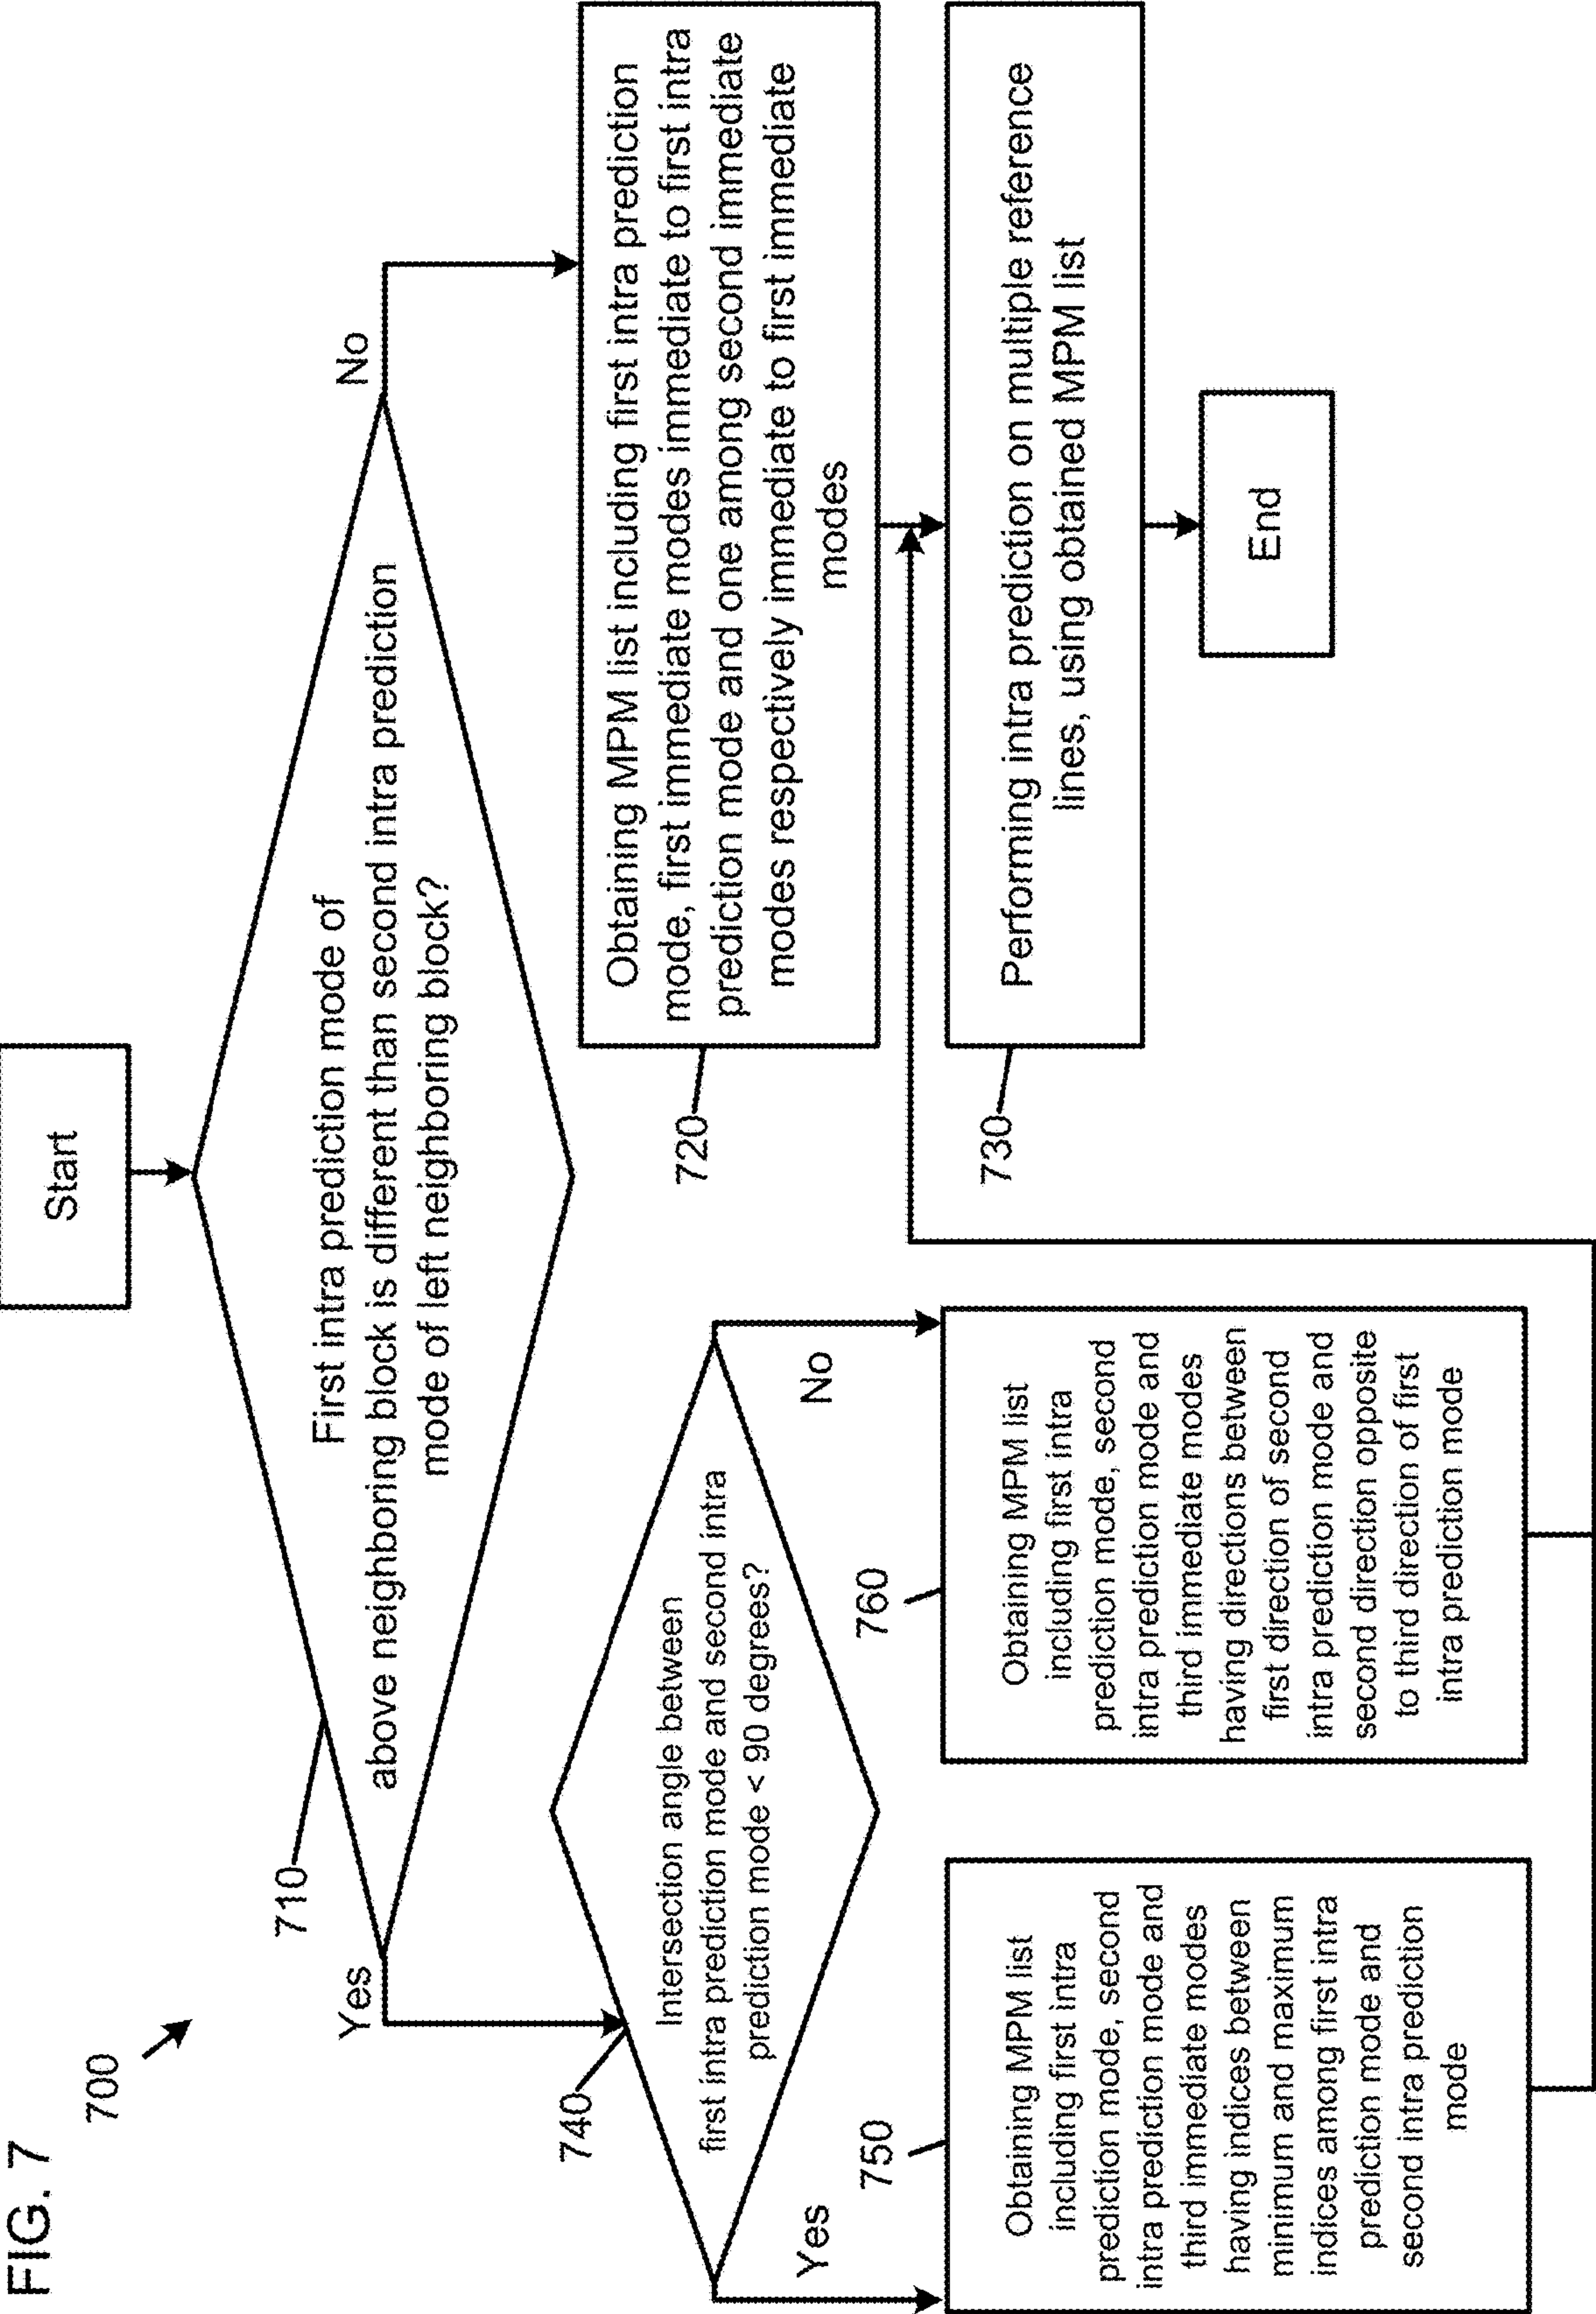 FIG. 7
700
Start
710
First intra prediction mode of
above neighboring block is different than second intra prediction
mode of left neighboring block?
Yes
No
740
Intersection angle between
first intra prediction mode and second intra
prediction mode < 90 degrees?
Yes
No
720
Obtaining MPM list including first intra prediction
mode, first immediate modes immediate to first intra
prediction mode and one among second immediate
modes respectively immediate to first immediate
modes
750
Obtaining MPM list
including first intra
prediction mode, second
intra prediction mode and
third immediate modes
having indices between
minimum and maximum
indices among first intra
prediction mode and
second intra prediction
mode
760
Obtaining MPM list
including first intra
prediction mode, second
intra prediction mode and
third immediate modes
having directions between
first direction of second
intra prediction mode and
second direction opposite
to third direction of first
intra prediction mode
730
Performing intra prediction on multiple reference
lines, using obtained MPM list
End